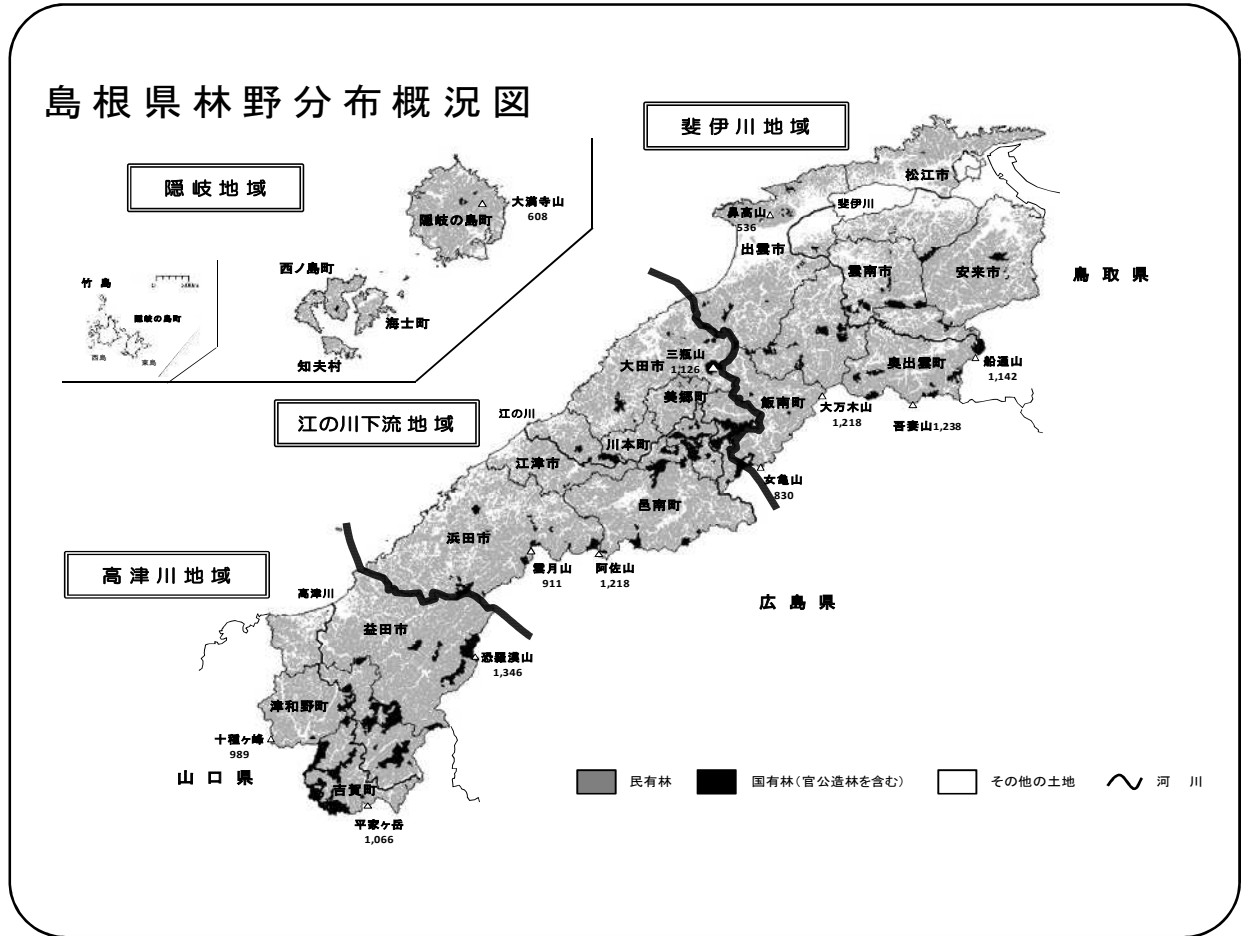 島根県林野分布概況図
斐伊川地域
隠岐地域
松江市
大満寺山
608
隠岐の島町
斐伊川
鼻高山
536
出雲市
西ノ島町
雲南市
安来市
鳥取県
竹島
隠岐の島町
海士町
西島
東島
知夫村
三瓶山
1,126
大田市
奥出雲町
船通山
1,142
美郷町
飯南町
大万木山
1,218
吾妻山1,238
江の川
江の川下流地域
川本町
江津市
女亀山
830
邑南町
浜田市
雲月山
911
阿佐山
1,218
高津川地域
高津川
広島県
益田市
恐羅漢山
1,346
津和野町
十種ヶ峰
989
山口県
吉賀町
平家ヶ岳
1,066
民有林
国有林(官公造林を含む)
その他の土地
河川